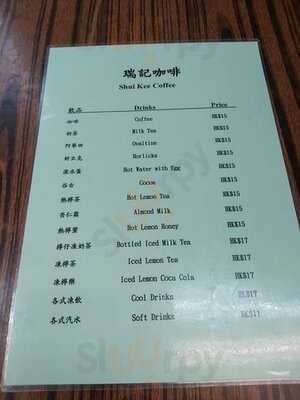 瑞記咖啡
Shui Kee Coffee
飲品 Drinks Price
咖啡 Coffee HK$15
奶茶 Milk Tea HK$15
阿華田 Ovaltine HK$15
好立克 Horlicks HK$15
滾水蛋 Hot Water with Egg HK$15
谷古 Cocoa HK$15
熱檸茶 Hot Lemon Tea HK$15
杏仁霜 Almond Milk HK$15
熱檸蜜 Hot Lemon Honey HK$15
樽仔凍奶茶 Bottled Iced Milk Tea HK$17
凍檸茶 Iced Lemon Tea HK$17
凍檸樂 Iced Lemon Coca Cola HK$17
各式凍飲 Cool Drinks HK$17
各式汽水 Soft Drinks
sluurpy